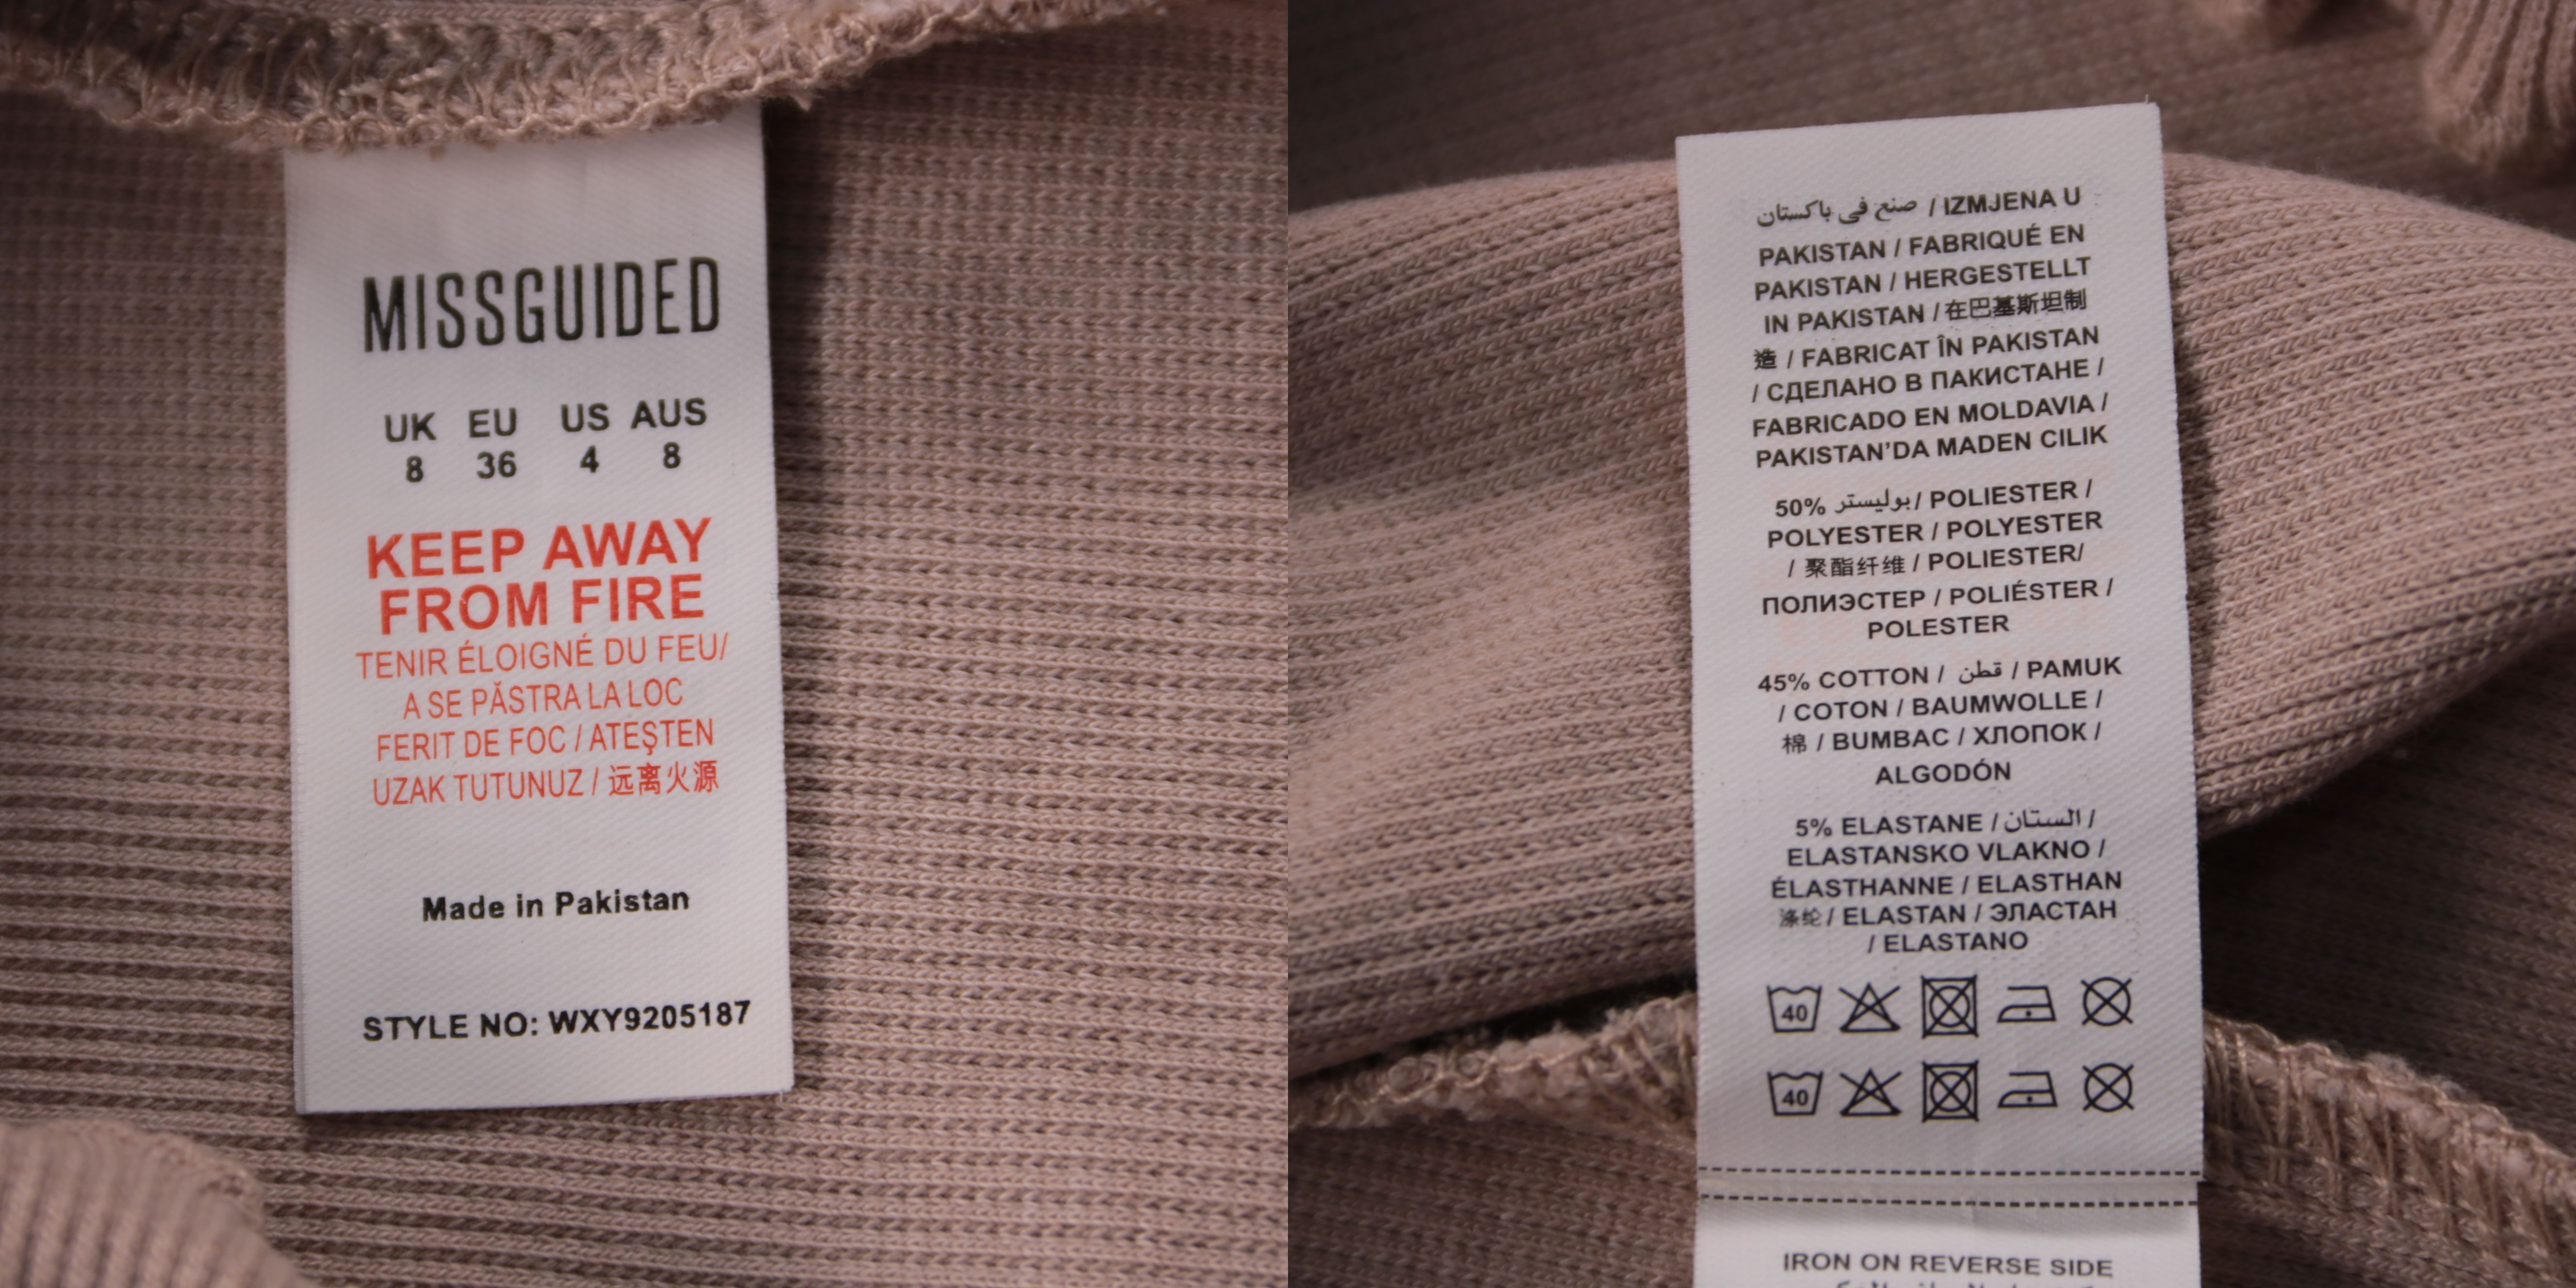 MISSGUIDED
UK EU US AUS
8 36 4 8
KEEP AWAY
FROM FIRE
TENIR ÉLOIGNÉ DU FEU/
A SE PĂSTRA LA LOC
FERIT DE FOC / ATEŞTEN
UZAK TUTUNUZ / 远离火源
Made in Pakistan
STYLE NO: WXY9205187
صنع في باكستان / IZMJENA U
PAKISTAN / FABRIQUÉ EN
PAKISTAN / HERGESTELLT
IN PAKISTAN / 在巴基斯坦制
造 / FABRICAT ÎN PAKISTAN
/ СДЕЛАНО В ПАКИСТАНЕ /
FABRICADO EN MOLDAVIA /
PAKISTAN'DA MADEN CILIK
50% بوليستر / POLIESTER /
POLYESTER / POLYESTER
/ 聚酯纤维 / POLIESTER/
ПОЛИЭСТЕР / POLIÉSTER /
POLESTER
45% COTTON / قطن / PAMUK
/ COTON / BAUMWOLLE /
棉 / BUMBAC / ХЛОПОК /
ALGODÓN
5% ELASTANE / الستان /
ELASTANSKO VLAKNO /
ÉLASTHANNE / ELASTHAN
涤纶 / ELASTAN / ЭЛАСТАН
/ ELASTANO
40
40
IRON ON REVERSE SIDE